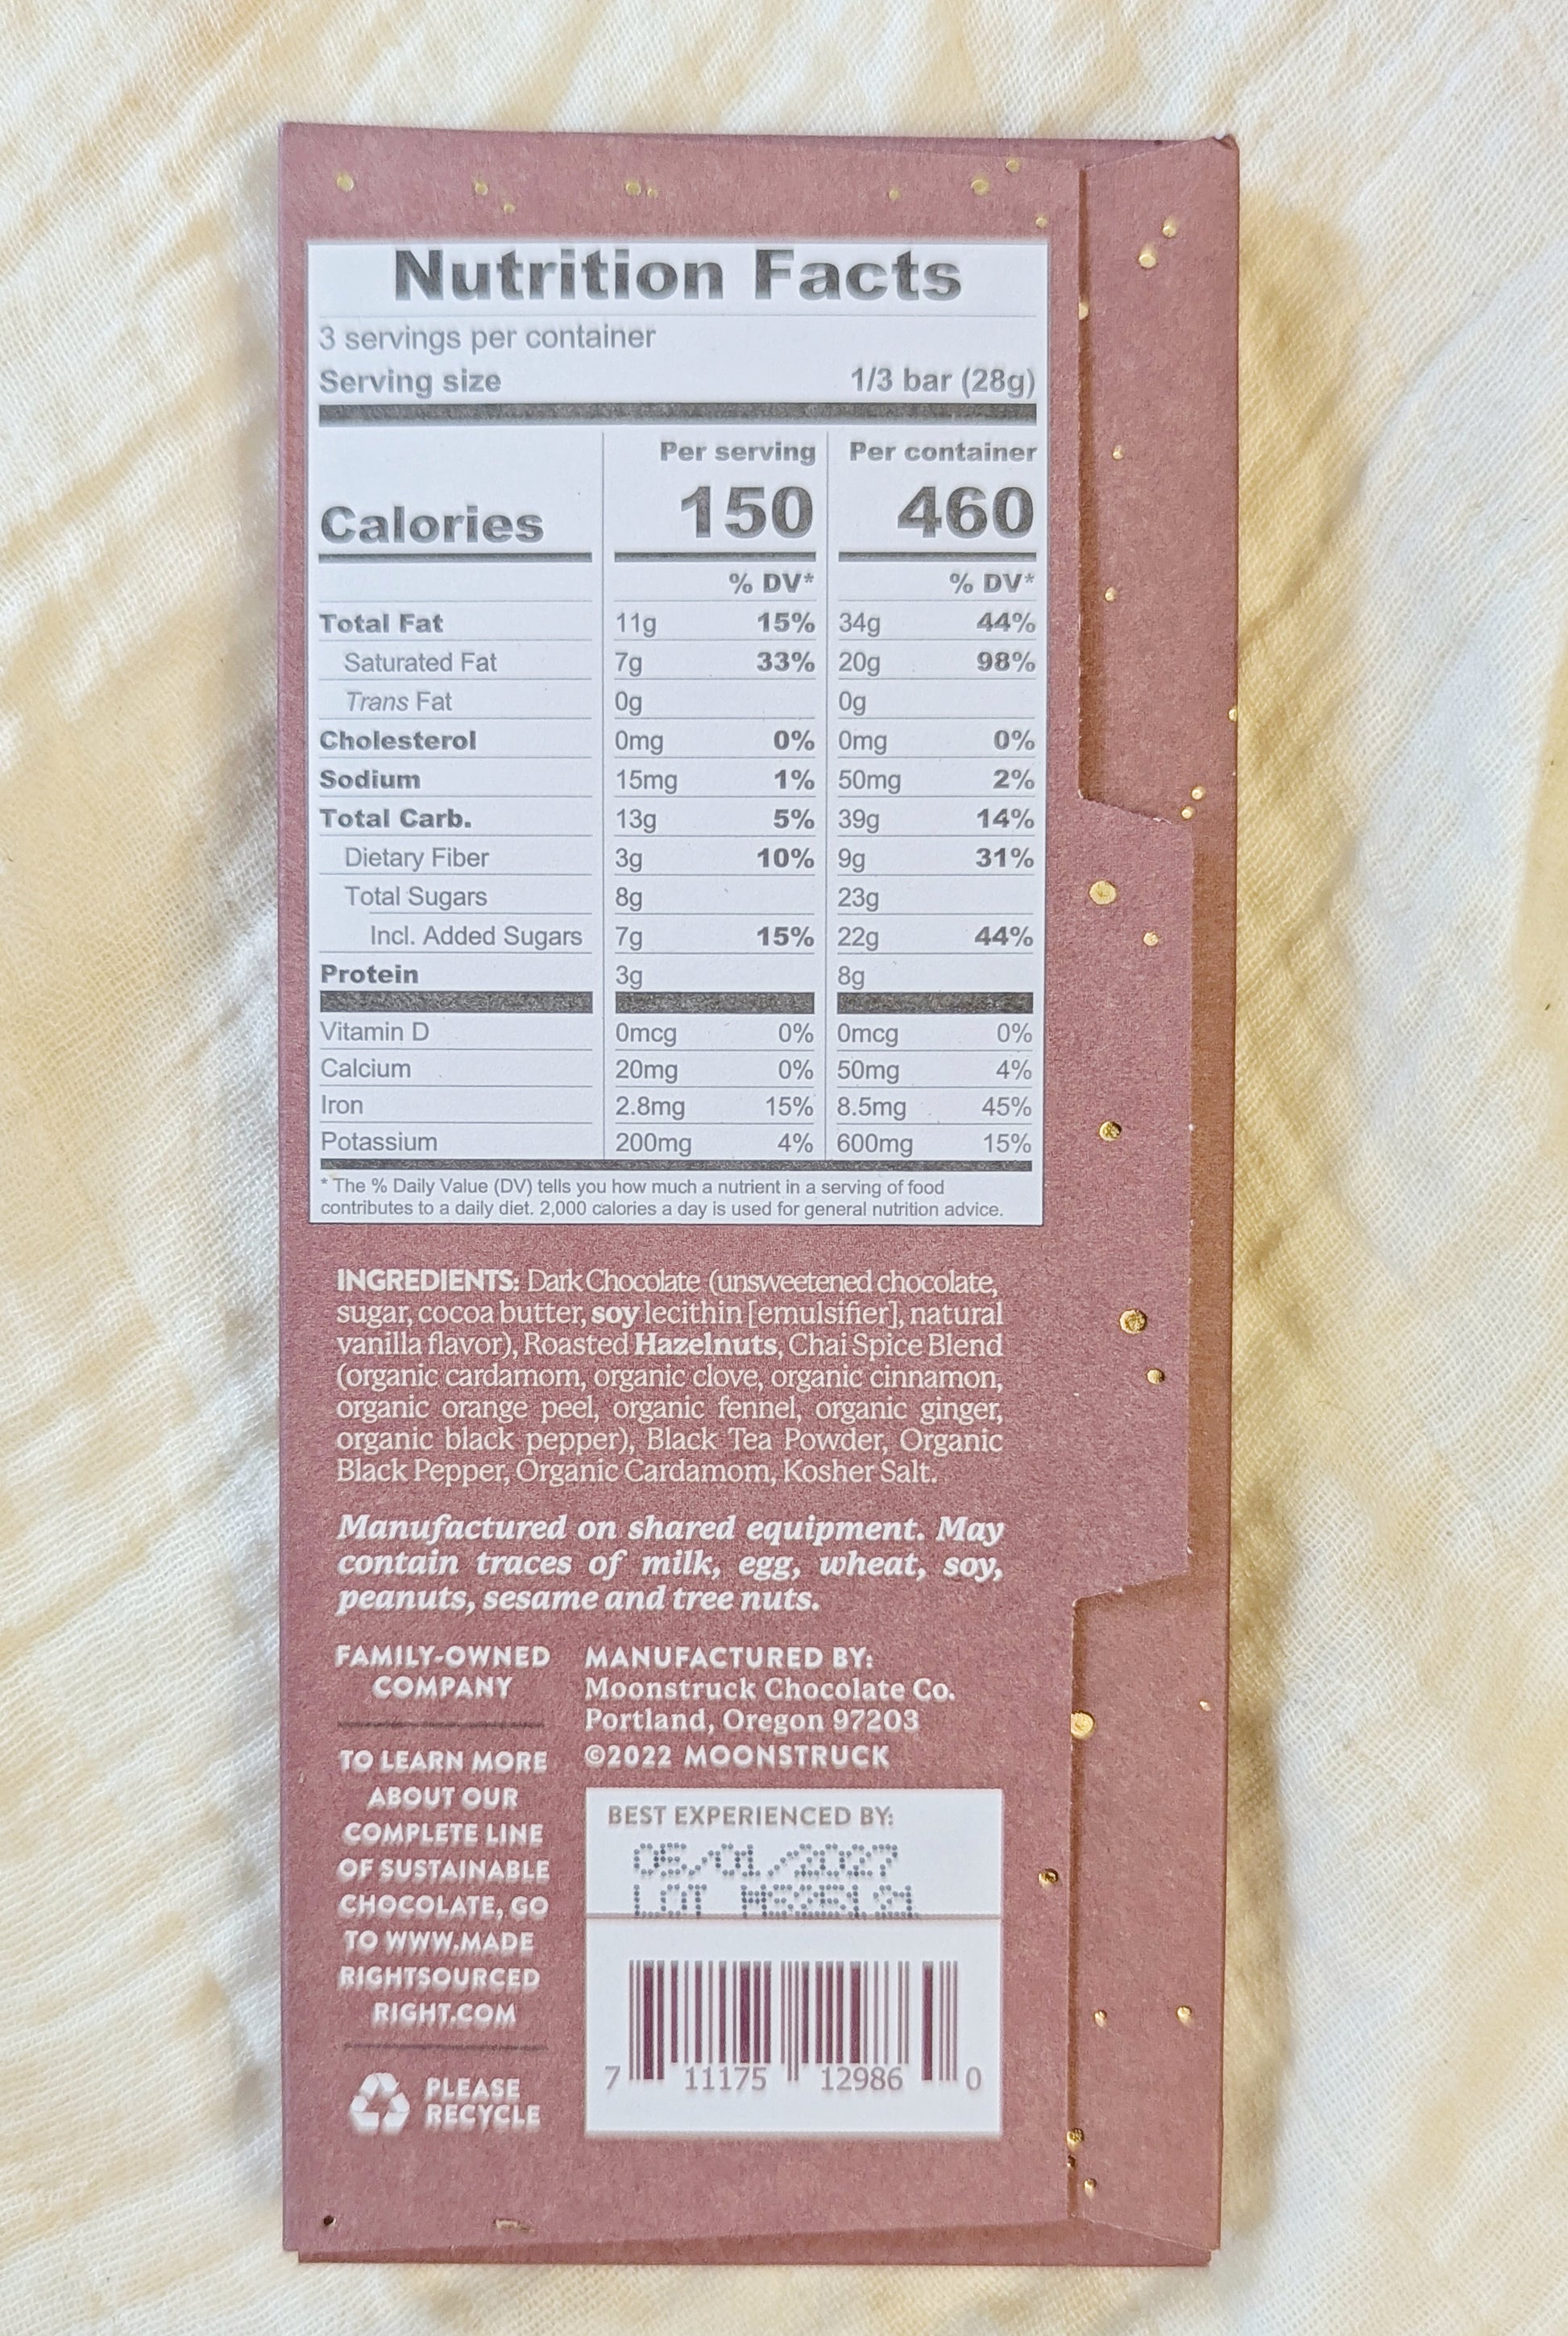 Nutrition Facts
3 servings per container
Serving size 1/3 bar (28g)
Per serving Per container
Calories 150 460
% DV* % DV*
Total Fat 11g 15% 34g 44%
Saturated Fat 7g 33% 20g 98%
Trans Fat 0g 0g
Cholesterol 0mg 0% 0mg 0%
Sodium 15mg 1% 50mg 2%
Total Carb. 13g 5% 39g 14%
Dietary Fiber 3g 10% 9g 31%
Total Sugars 8g 23g
Incl. Added Sugars 7g 15% 22g 44%
Protein 3g 8g
Vitamin D 0mcg 0% 0mcg 0%
Calcium 20mg 0% 50mg 4%
Iron 2.8mg 15% 8.5mg 45%
Potassium 200mg 4% 600mg 15%
* The % Daily Value (DV) tells you how much a nutrient in a serving of food
contributes to a daily diet. 2,000 calories a day is used for general nutrition advice.
INGREDIENTS: Dark Chocolate (unsweetened chocolate,
sugar, cocoa butter, soy lecithin [emulsifier], natural
vanilla flavor), Roasted Hazelnuts, Chai Spice Blend
(organic cardamom, organic clove, organic cinnamon,
organic orange peel, organic fennel, organic ginger,
organic black pepper), Black Tea Powder, Organic
Black Pepper, Organic Cardamom, Kosher Salt.
Manufactured on shared equipment. May
contain traces of milk, egg, wheat, soy,
peanuts, sesame and tree nuts.
FAMILY-OWNED
COMPANY
TO LEARN MORE
ABOUT OUR
COMPLETE LINE
OF SUSTAINABLE
CHOCOLATE, GO
TO WWW.MADE
RIGHTSOURCED
RIGHT.COM
PLEASE
RECYCLE
MANUFACTURED BY:
Moonstruck Chocolate Co.
Portland, Oregon 97203
©2022 MOONSTRUCK
BEST EXPERIENCED BY:
05/01/2027
LOT
7 11175 12986 0